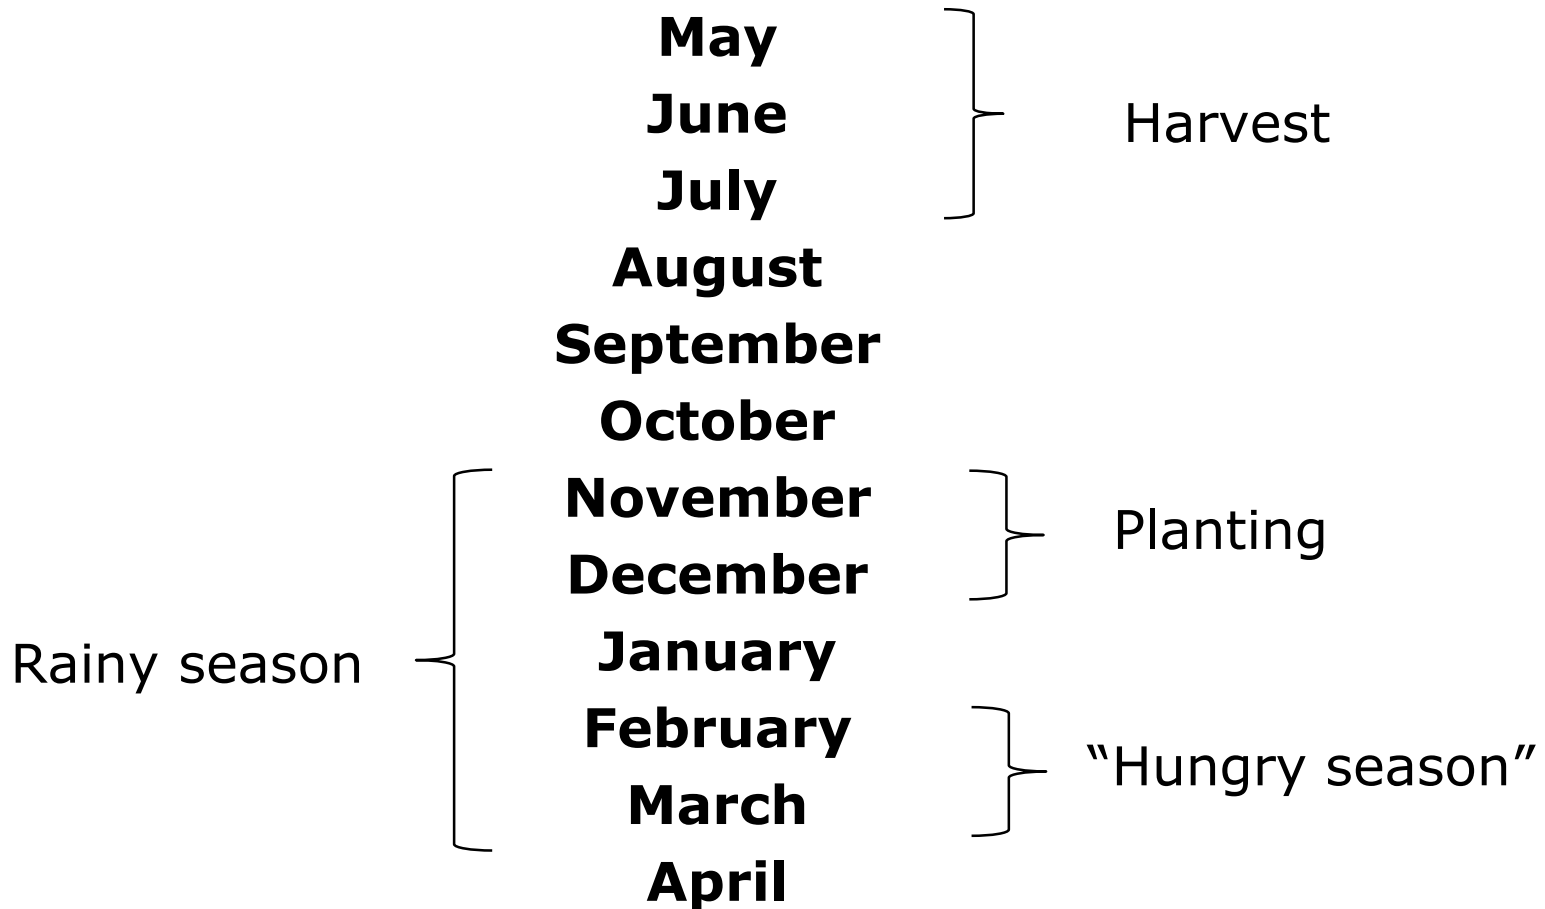 May
June
Harvest
July
August
September
October
November
Planting
December
January
Rainy season
February
“Hungry season”
March
April